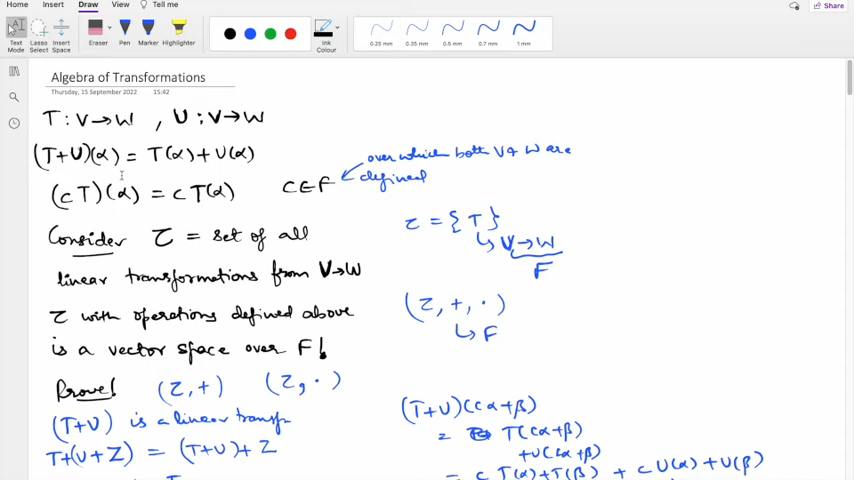 Home Insert Draw View Tell me Share
Text Mode
Lasso Select
Insert Space
Eraser
Pen
Marker
Highlighter
Ink Colour
0.25 mm 0.35 mm 0.5 mm 0.7 mm 1 mm
Algebra of Transformations
Thursday, 15 September 2022 15:42
T : V→W , U : V→W
(T+U)(α) = T(α)+U(α)
(cT)(α) = cT(α) C∈F
over which both V & W are
defined
Consider τ = set of all
linear transformations from V→W
τ with operations defined above
is a vector space over F!
Prove! (τ, +) (τ, ·)
(T+U) is a linear transf
T+(U+Z) = (T+U)+Z
τ = { T }
↳ V→W
F
(τ, +, ·)
↳ F
(T+U)(cα+β)
= T(cα+β)
+U(cα+β)
= cT(α)+T(β) + cU(α)+U(β)